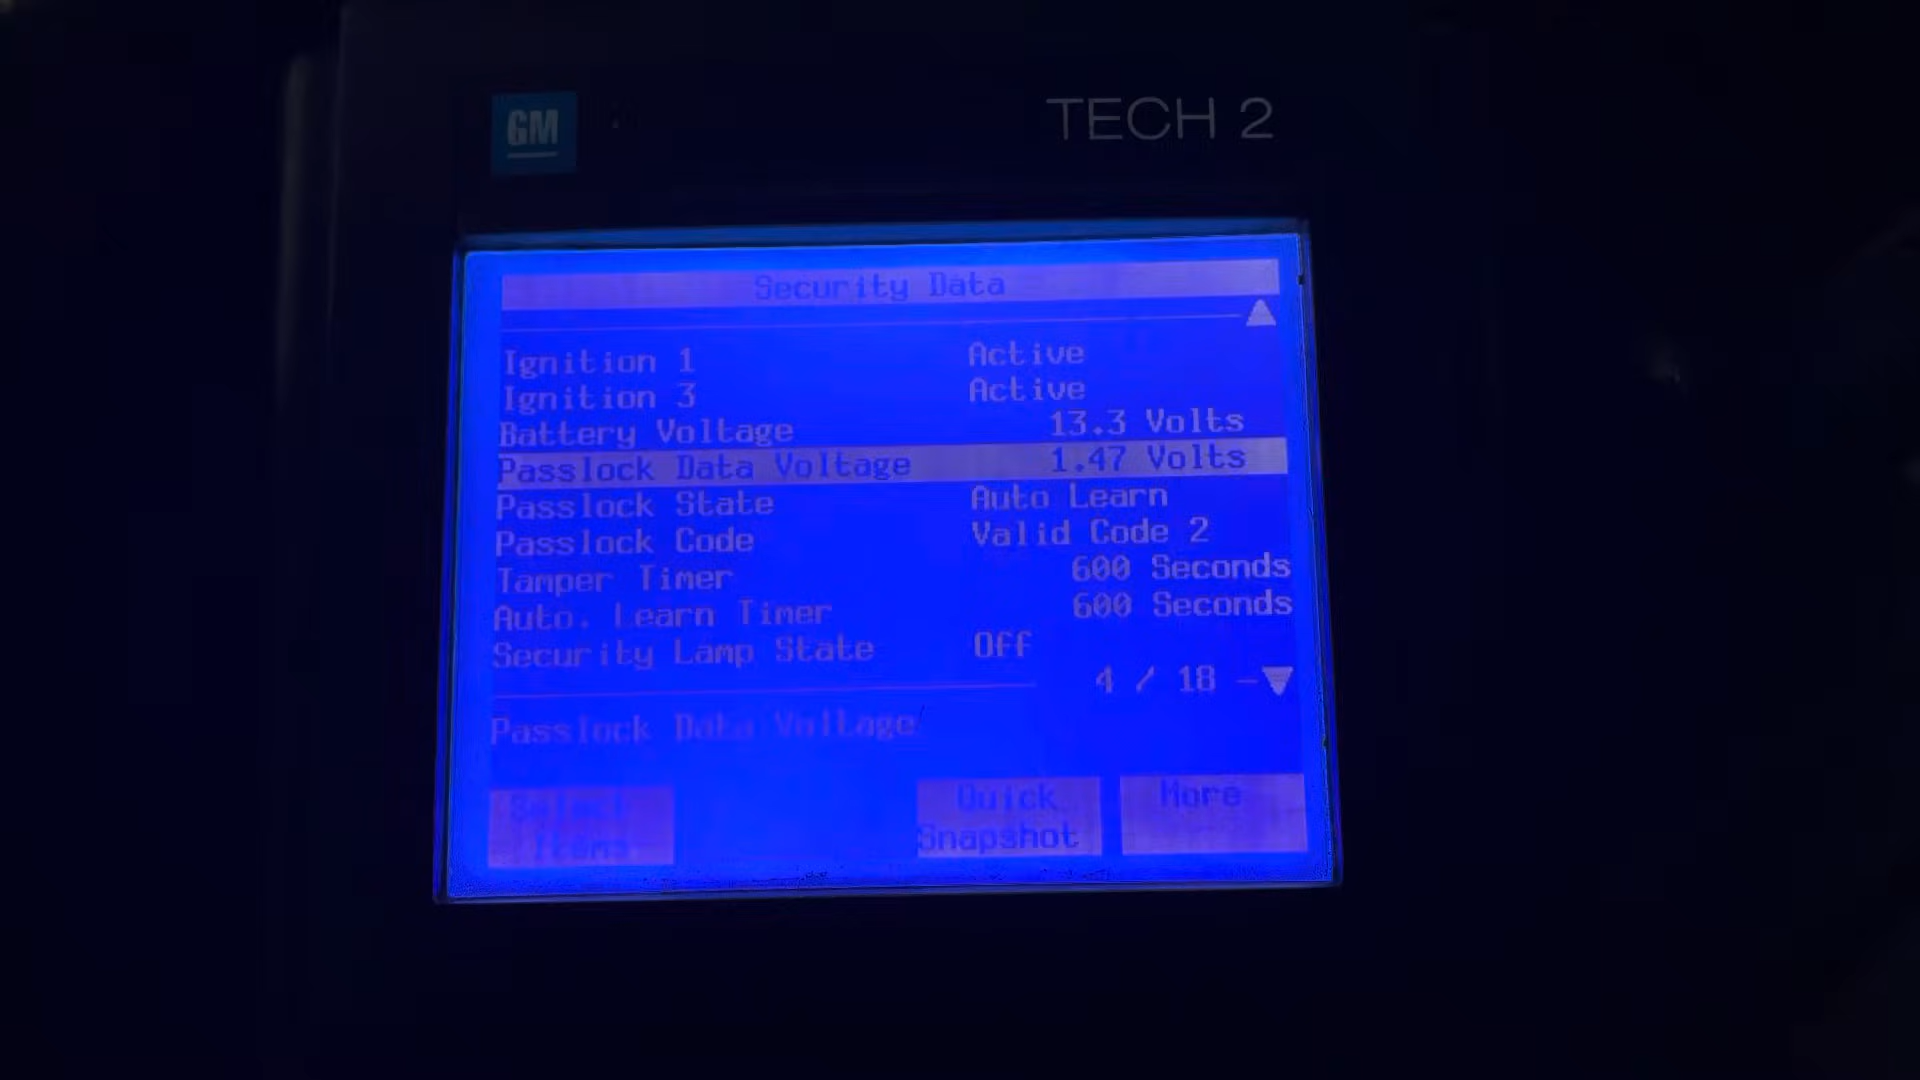 GM
TECH 2
Security Data
Ignition 1 Active
Ignition 3 Active
Battery Voltage 13.3 Volts
Passlock Data Voltage 1.47 Volts
Passlock State Auto Learn
Passlock Code Valid Code 2
Tamper Timer 600 Seconds
Auto. Learn Timer 600 Seconds
Security Lamp State Off
4 / 18
Passlock Data Voltage
Select
Items
Quick
Snapshot
More